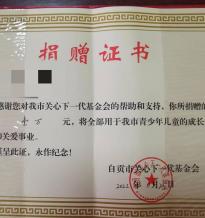 捐赠证书
感谢您对我市关心下一代基金会的帮助和支持。你所捐赠的
万 元，将全部用于我市青少年儿童的成长
和关爱事业。
呈此证，永作纪念！
自贡市关心下一代基金会